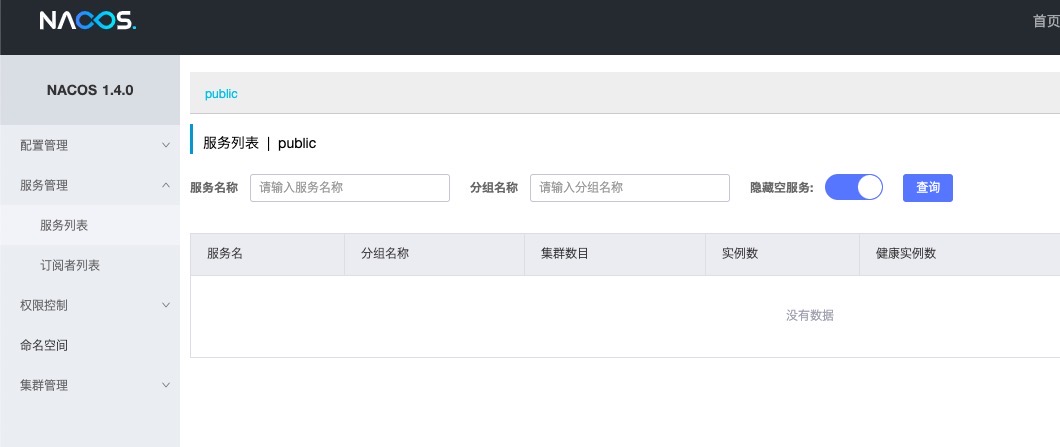 NACOS.
首页
NACOS 1.4.0
配置管理
服务管理
服务列表
订阅者列表
权限控制
命名空间
集群管理
public
服务列表 | public
服务名称 请输入服务名称 分组名称 请输入分组名称 隐藏空服务: 查询
服务名 分组名称 集群数目 实例数 健康实例数
没有数据